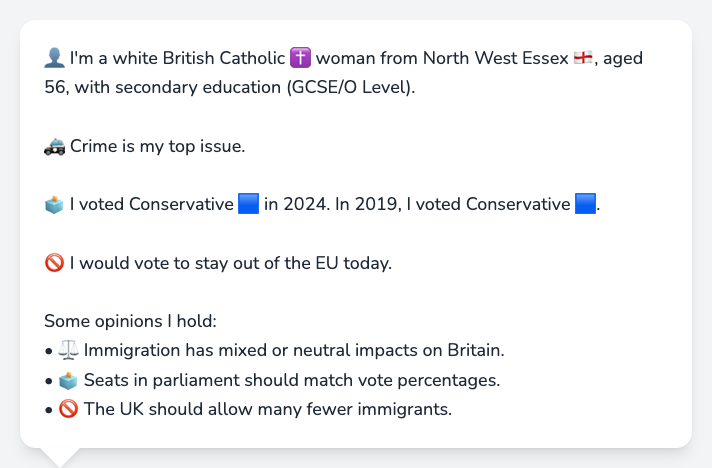 👤 I'm a white British Catholic ✝️ woman from North West Essex 🏴󠁧󠁢󠁥󠁮󠁧󠁿, aged
56, with secondary education (GCSE/O Level).
🚓 Crime is my top issue.
🗳️ I voted Conservative 🟦 in 2024. In 2019, I voted Conservative 🟦.
🚫 I would vote to stay out of the EU today.
Some opinions I hold:
• ⚖️ Immigration has mixed or neutral impacts on Britain.
• 🗳️ Seats in parliament should match vote percentages.
• 🚫 The UK should allow many fewer immigrants.